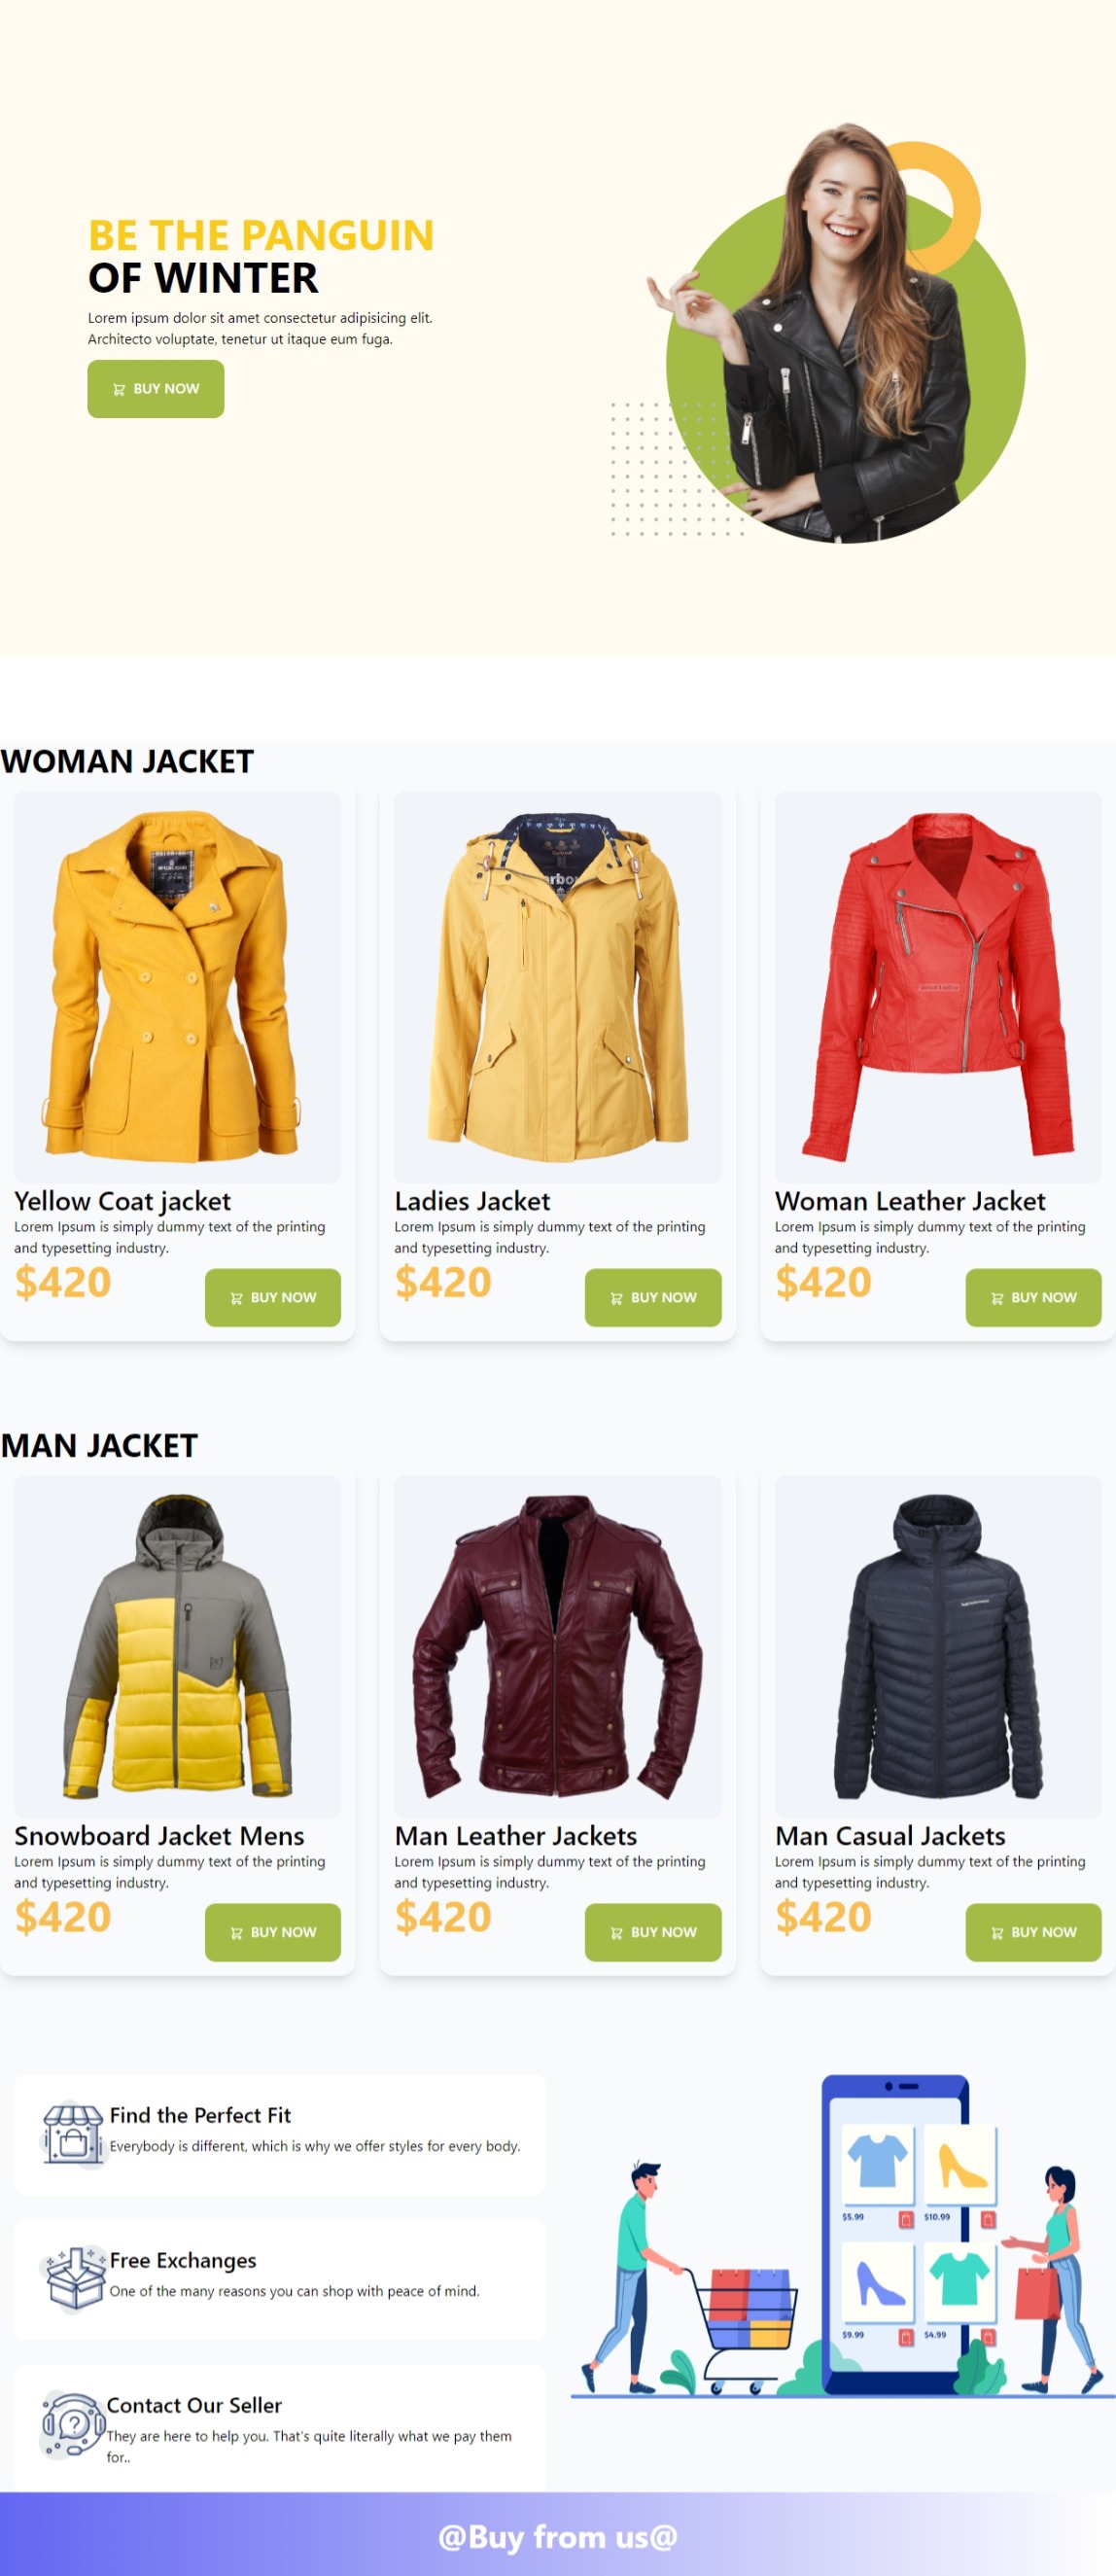 BE THE PANGUIN
OF WINTER
Lorem ipsum dolor sit amet consectetur adipisicing elit.
Architecto voluptate, tenetur ut itaque eum fuga.
BUY NOW
WOMAN JACKET
Yellow Coat jacket
Lorem Ipsum is simply dummy text of the printing
and typesetting industry.
$420
BUY NOW
Ladies Jacket
Lorem Ipsum is simply dummy text of the printing
and typesetting industry.
$420
BUY NOW
Woman Leather Jacket
Lorem Ipsum is simply dummy text of the printing
and typesetting industry.
$420
BUY NOW
MAN JACKET
Snowboard Jacket Mens
Lorem Ipsum is simply dummy text of the printing
and typesetting industry.
$420
BUY NOW
Man Leather Jackets
Lorem Ipsum is simply dummy text of the printing
and typesetting industry.
$420
BUY NOW
Man Casual Jackets
Lorem Ipsum is simply dummy text of the printing
and typesetting industry.
$420
BUY NOW
Find the Perfect Fit
Everybody is different, which is why we offer styles for every body.
Free Exchanges
One of the many reasons you can shop with peace of mind.
Contact Our Seller
They are here to help you. That's quite literally what we pay them
for..
$5.99
$10.99
$9.99
$4.99
@Buy from us@